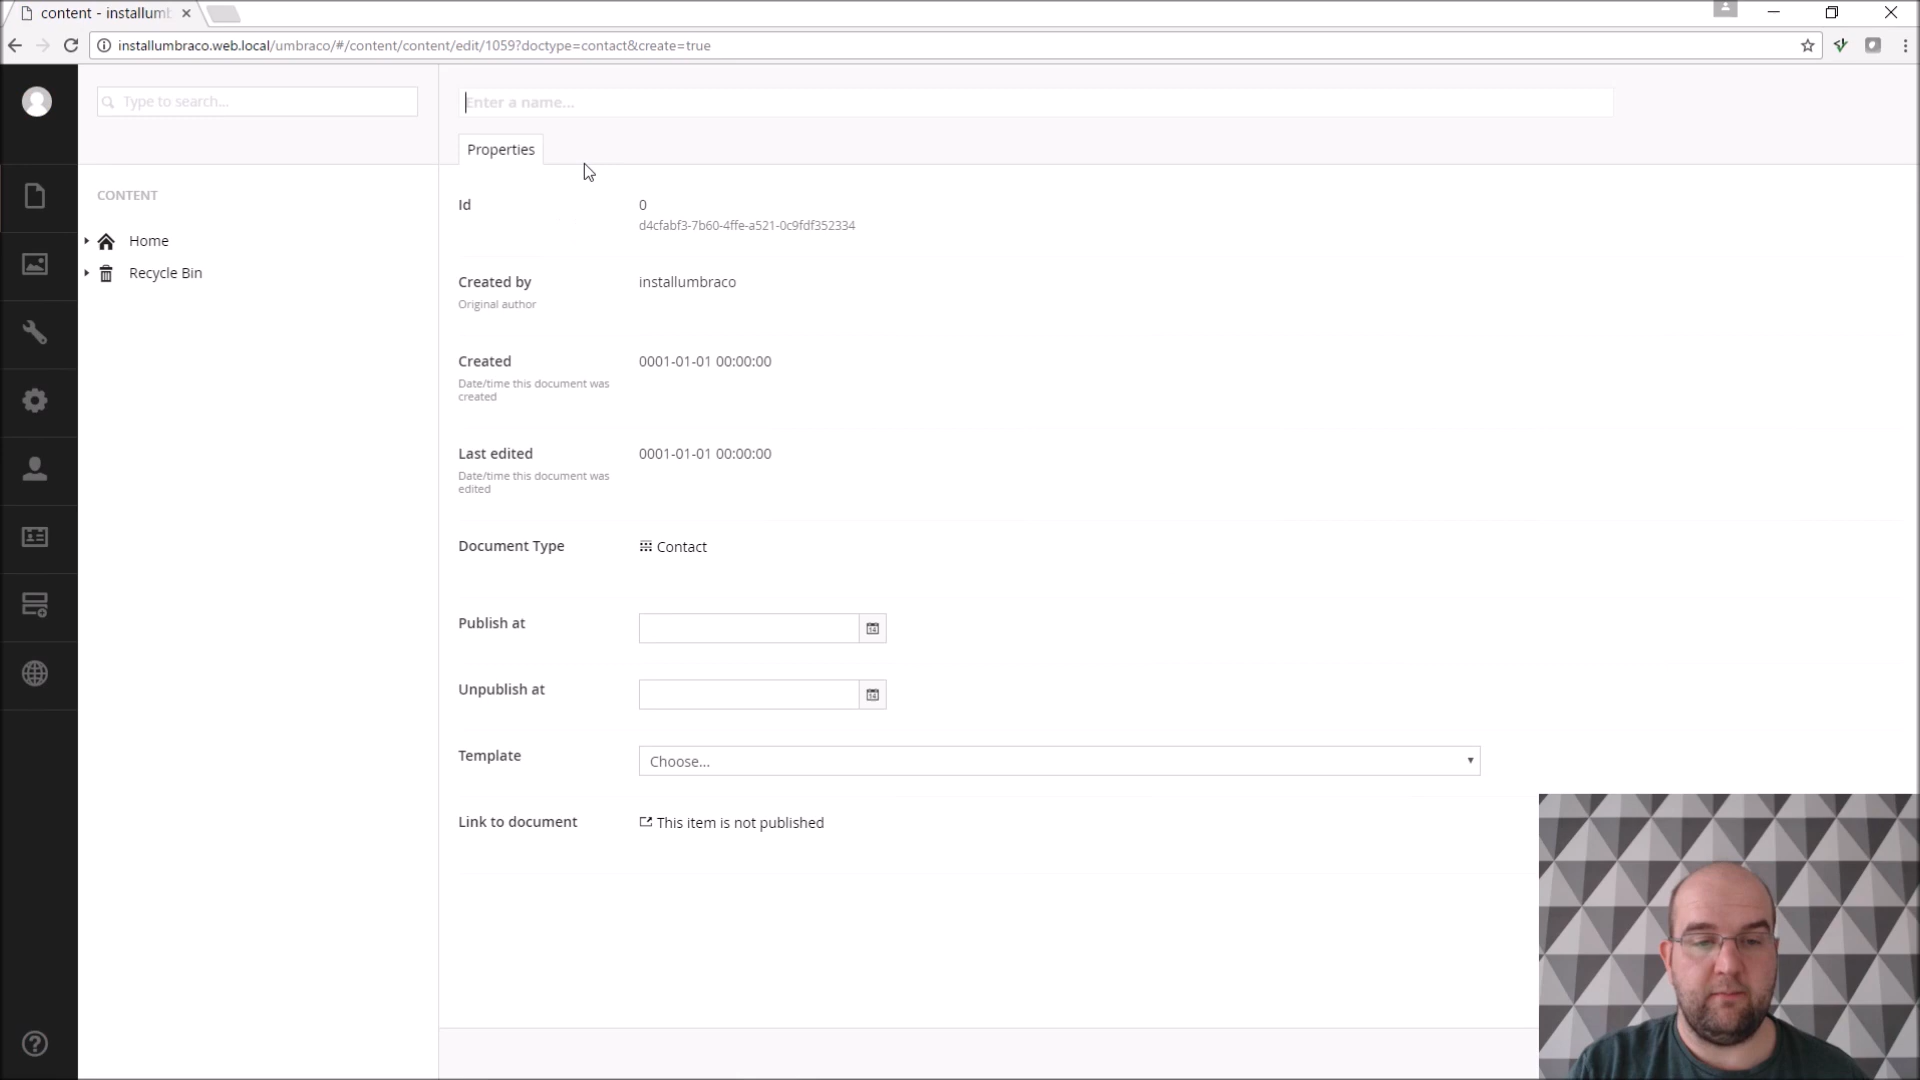 content - installumb
installumbraco.web.local/umbraco/#/content/content/edit/1059?doctype=contact&create=true
Type to search...
Enter a name...
Properties
CONTENT
Home
Recycle Bin
Id
0
d4cfabf3-7b60-4ffe-a521-0c9fdf352334
Created by
Original author
installumbraco
Created
Date/time this document was
created
0001-01-01 00:00:00
Last edited
Date/time this document was
edited
0001-01-01 00:00:00
Document Type
Contact
Publish at
Unpublish at
Template
Choose...
Link to document
This item is not published